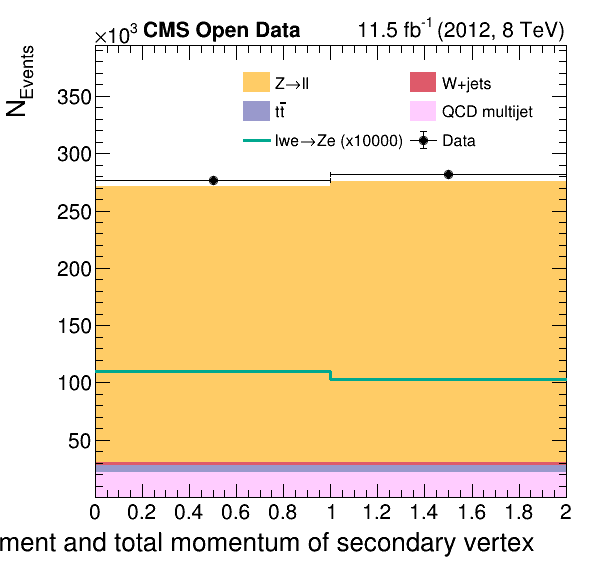 ×10³ CMS Open Data 11.5 fb⁻¹ (2012, 8 TeV)
N_Events
Z→ll W+jets
tt̄ QCD multijet
lwe→Ze (x10000) Data
350
300
250
200
150
100
50
0 0.2 0.4 0.6 0.8 1 1.2 1.4 1.6 1.8 2
ment and total momentum of secondary vertex